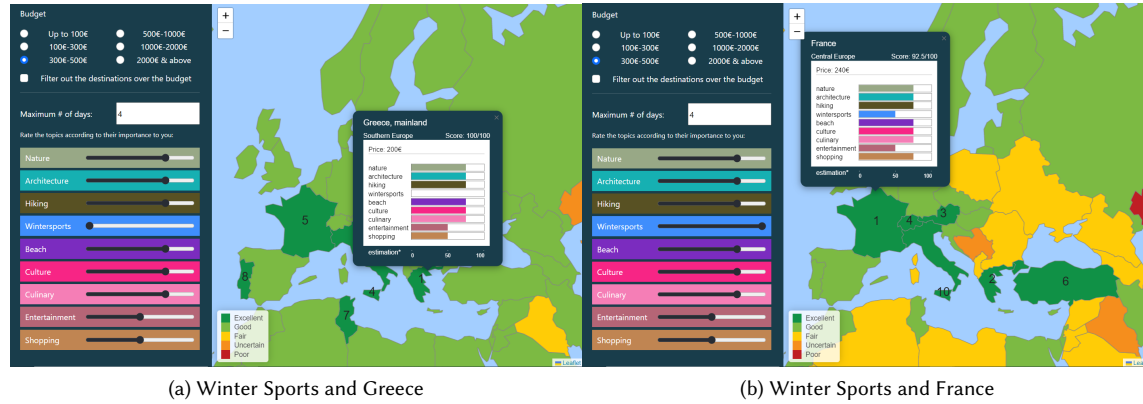 Budget
Up to 100€
500€-1000€
100€-300€
1000€-2000€
300€-500€
2000€ & above
Filter out the destinations over the budget
Maximum # of days:
4
Rate the topics according to their importance to you:
Nature
Architecture
Hiking
Wintersports
Beach
Culture
Culinary
Entertainment
Shopping
+
−
Greece, mainland
Southern Europe
Score: 100/100
Price: 200€
nature
architecture
hiking
wintersports
beach
culture
culinary
entertainment
shopping
estimation*
0
50
100
5
8
4
1
7
Excellent
Good
Fair
Uncertain
Poor
Leaflet
(a) Winter Sports and Greece
Budget
Up to 100€
500€-1000€
100€-300€
1000€-2000€
300€-500€
2000€ & above
Filter out the destinations over the budget
Maximum # of days:
4
Rate the topics according to their importance to you:
Nature
Architecture
Hiking
Wintersports
Beach
Culture
Culinary
Entertainment
Shopping
+
−
France
Central Europe
Score: 92.5/100
Price: 240€
nature
architecture
hiking
wintersports
beach
culture
culinary
entertainment
shopping
estimation*
0
50
100
1
4
3
2
6
10
Excellent
Good
Fair
Uncertain
Poor
Leaflet
(b) Winter Sports and France